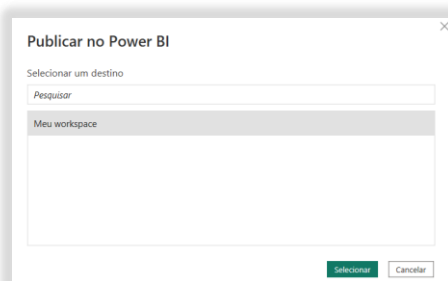 Publicar no Power BI
Selecionar um destino
Pesquisar
Meu workspace
Selecionar Cancelar